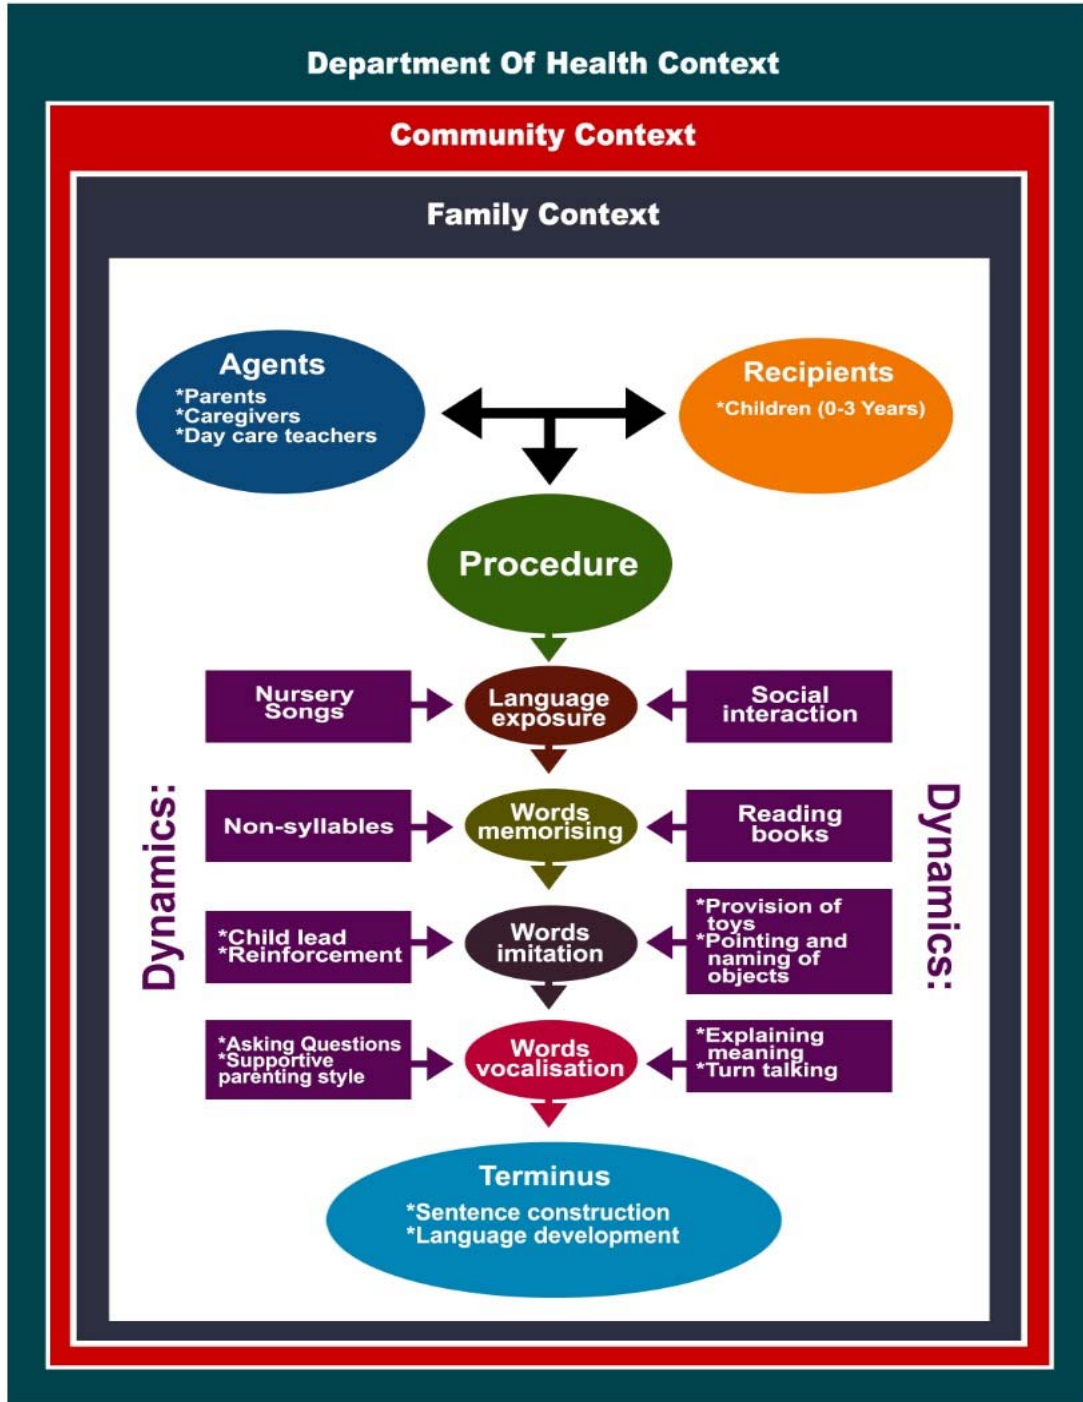 Department Of Health Context
Community Context
Family Context
Agents
*Parents
*Caregivers
*Day care teachers
Recipients
*Children (0-3 Years)
Procedure
Nursery
Songs
Language
exposure
Social
interaction
Dynamics:
Non-syllables
Words
memorising
Reading
books
Dynamics:
*Child lead
*Reinforcement
Words
imitation
*Provision of
toys
*Pointing and
naming of
objects
*Asking Questions
*Supportive
parenting style
Words
vocalisation
*Explaining
meaning
*Turn talking
Terminus
*Sentence construction
*Language development